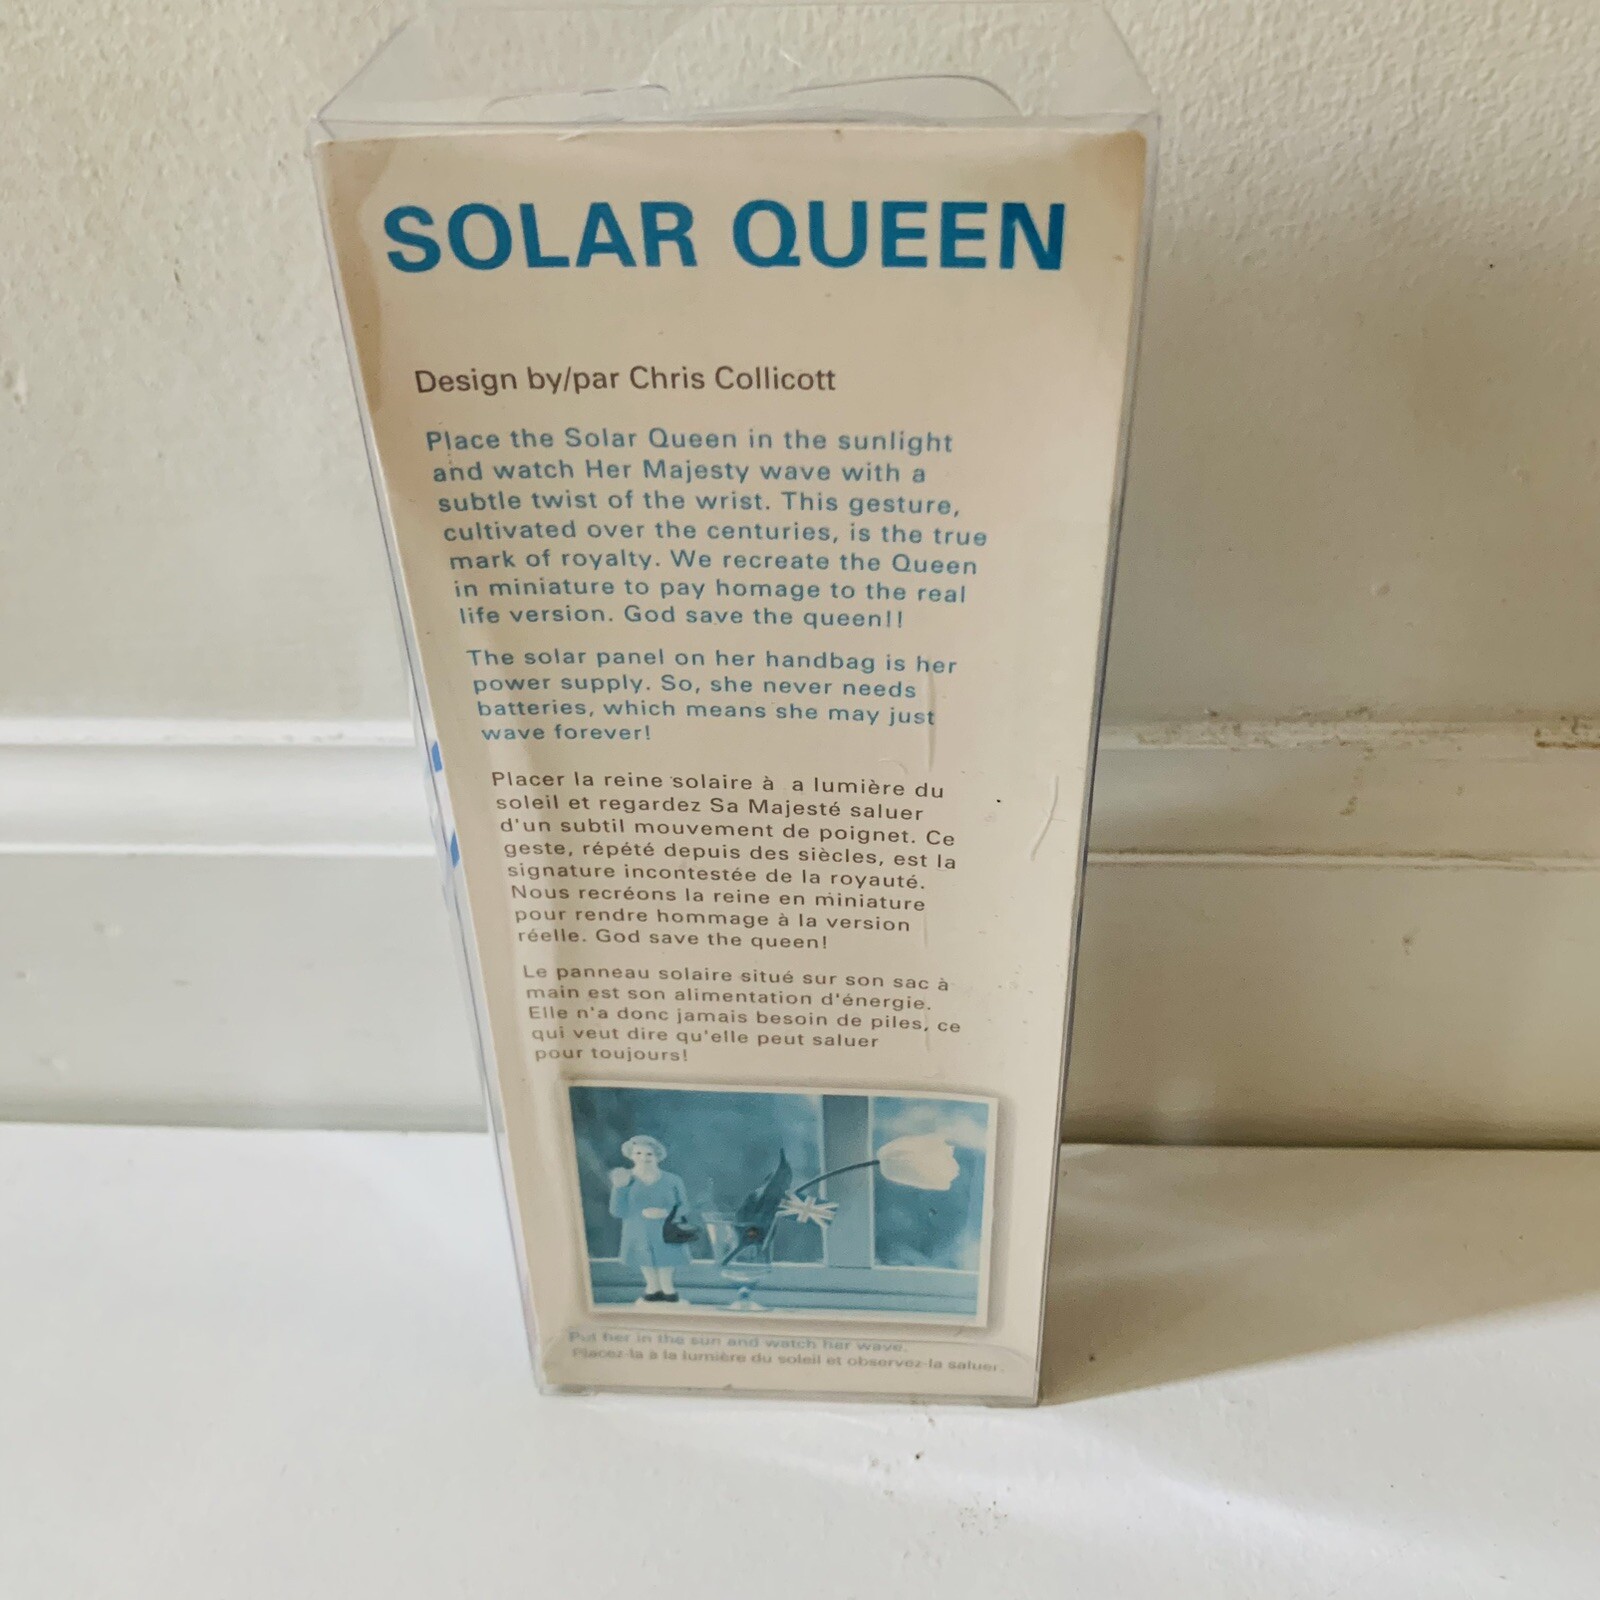 SOLAR QUEEN
Design by/par Chris Collicott
Place the Solar Queen in the sunlight
and watch Her Majesty wave with a
subtle twist of the wrist. This gesture,
cultivated over the centuries, is the true
mark of royalty. We recreate the Queen
in miniature to pay homage to the real
life version. God save the queen!!
The solar panel on her handbag is her
power supply. So, she never needs
batteries, which means she may just
wave forever!
Placer la reine solaire à a lumière du
soleil et regardez Sa Majesté saluer
d'un subtil mouvement de poignet. Ce
geste, répété depuis des siècles, est la
signature incontestée de la royauté.
Nous recréons la reine en miniature
pour rendre hommage à la version
réelle. God save the queen!
Le panneau solaire situé sur son sac à
main est son alimentation d'énergie.
Elle n'a donc jamais besoin de piles, ce
qui veut dire qu'elle peut saluer
pour toujours!
Put her in the sun and watch her wave.
Placez-la à la lumière du soleil et observez-la saluer.